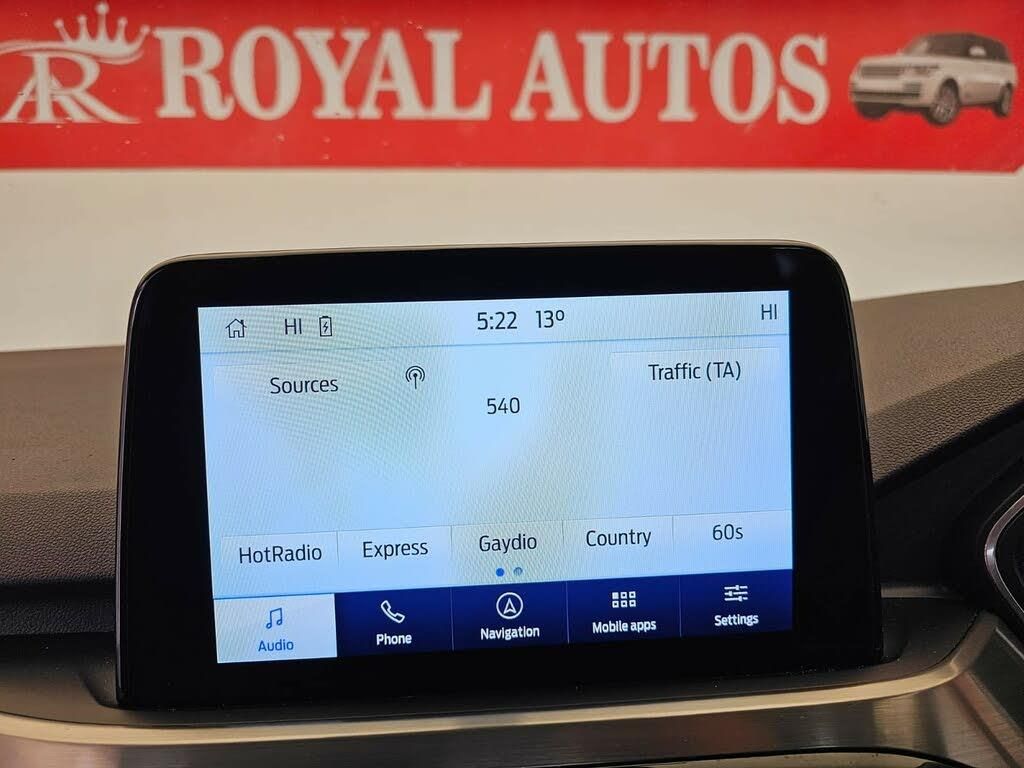 AR ROYAL AUTOS
HI 5:22 13º HI
Sources
Traffic (TA)
540
HotRadio Express Gaydio Country 60s
Audio Phone Navigation Mobile apps Settings